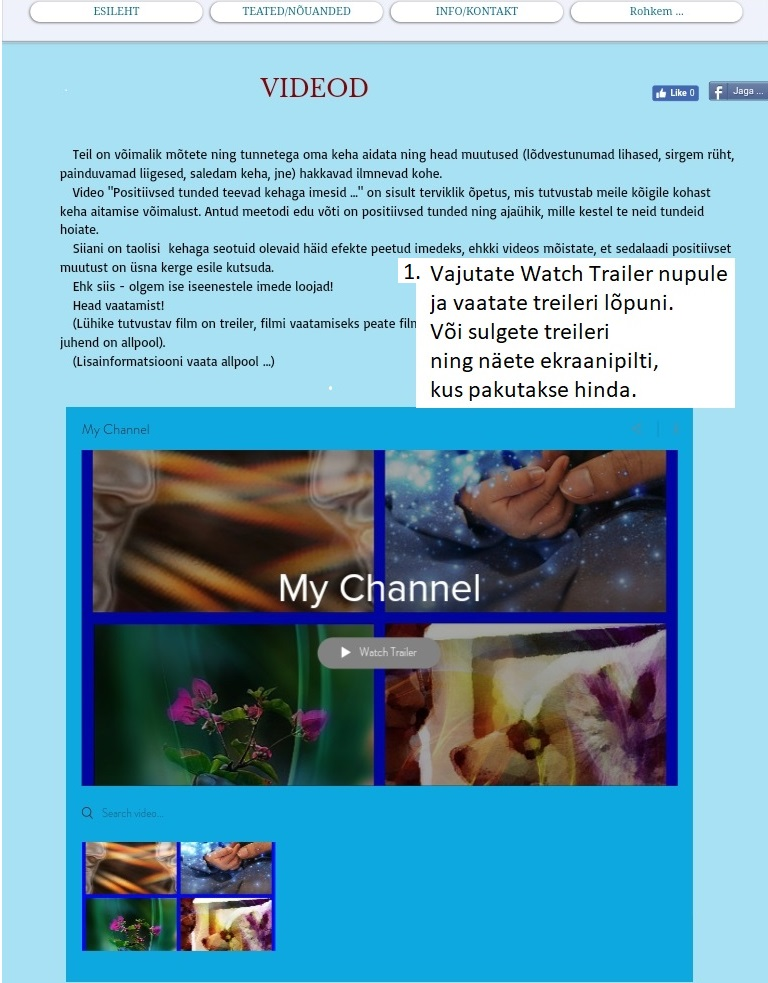 ESILEHT TEATED/NÕUANDED INFO/KONTAKT Rohkem ...
VIDEOD
Like 0 Jaga ...
Teil on võimalik mõtete ning tunnetega oma keha aidata ning head muutused (lõdvestunumad lihased, sirgem rüht,
painduvamad liigesed, saledam keha, jne) hakkavad ilmnevad kohe.
Video "Positiivsed tunded teevad kehaga imesid ..." on sisult terviklik õpetus, mis tutvustab meile kõigile kohast
keha aitamise võimalust. Antud meetodi edu võti on positiivsed tunded ning ajaühik, mille kestel te neid tundeid
hoiate.
Siiani on taolisi kehaga seotuid olevaid häid efekte peetud imedeks, ehkki videos mõistate, et sedalaadi positiivset
muutust on üsna kerge esile kutsuda.
Ehk siis - olgem ise iseenestele imede loojad!
Head vaatamist!
(Lühike tutvustav film on treiler, filmi vaatamiseks peate film
juhend on allpool).
(Lisainformatsiooni vaata allpool ...)
1. Vajutate Watch Trailer nupule
ja vaatate treileri lõpuni.
Või sulgete treileri
ning näete ekraanipilti,
kus pakutakse hinda.
My Channel
My Channel
Watch Trailer
Search video...